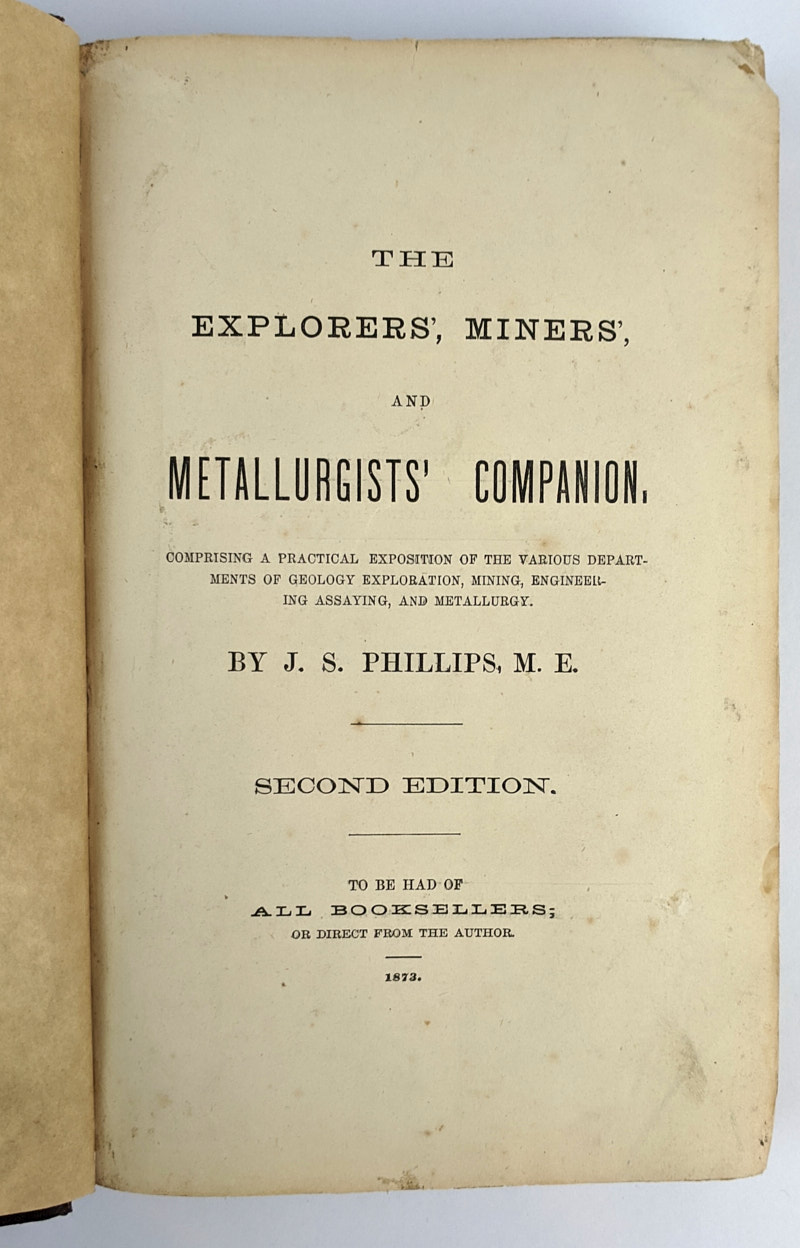 THE
EXPLORERS', MINERS',
AND
METALLURGISTS' COMPANION.
COMPRISING A PRACTICAL EXPOSITION OF THE VARIOUS DEPART-
MENTS OF GEOLOGY EXPLORATION, MINING, ENGINEER-
ING ASSAYING, AND METALLURGY.
BY J. S. PHILLIPS, M. E.
SECOND EDITION.
TO BE HAD OF
ALL BOOKSELLERS;
OR DIRECT FROM THE AUTHOR.
1873.